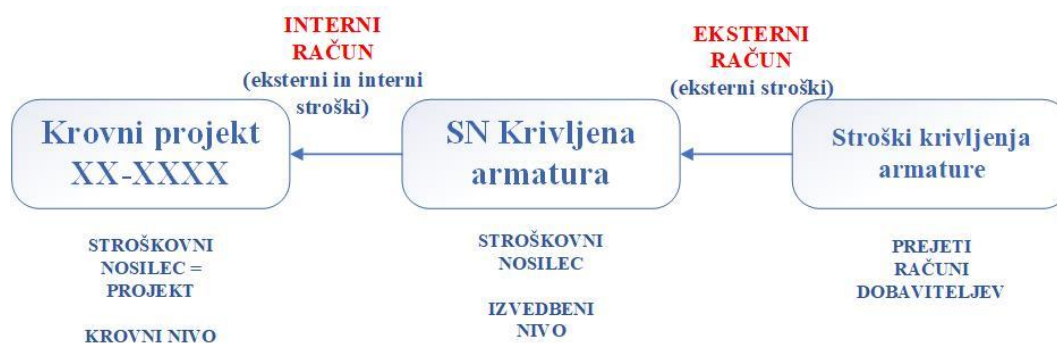 INTERNI
RAČUN
(eksterni in interni
stroški)
EKSTERNI
RAČUN
(eksterni stroški)
Krovni projekt
XX-XXXX
SN Krivljena
armatura
Stroški krivljenja
armature
STROŠKOVNI
NOSILEC =
PROJEKT
KROVNI NIVO
STROŠKOVNI
NOSILEC
IZVEDBENI
NIVO
PREJETI
RAČUNI
DOBAVITELJEV